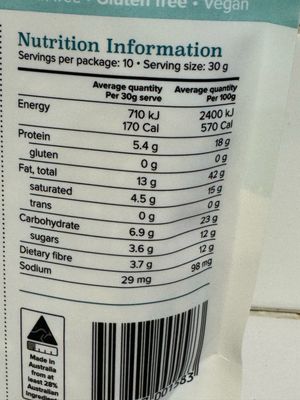 Gluten free • Vegan
Nutrition Information
Servings per package: 10 • Serving size: 30 g
Average quantity Per 30g serve Average quantity Per 100g
Energy 710 kJ 2400 kJ
170 Cal 570 Cal
Protein 5.4 g 18 g
gluten 0 g 0 g
Fat, total 13 g 42 g
saturated 4.5 g 15 g
trans 0 g 0 g
Carbohydrate 6.9 g 23 g
sugars 3.6 g 12 g
Dietary fibre 3.7 g 12 g
Sodium 29 mg 98 mg
Made in
Australia
from at
least 28%
Australian